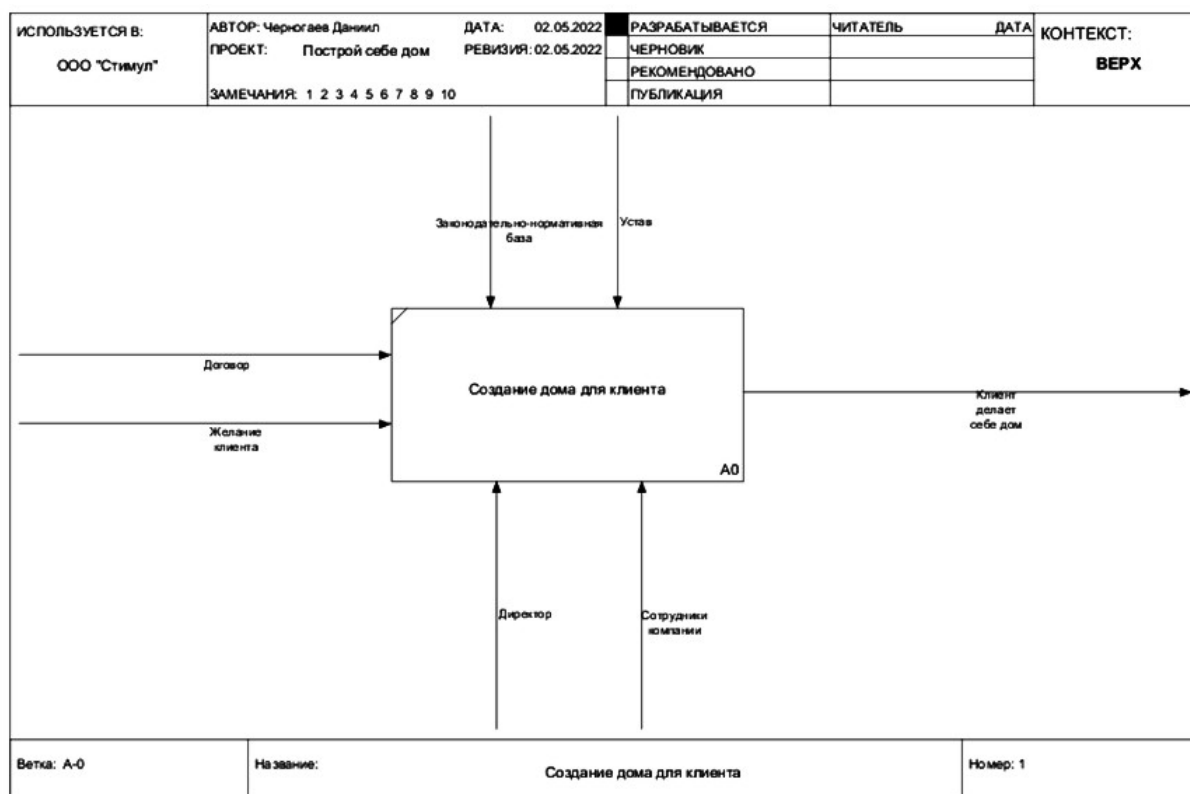 ИСПОЛЬЗУЕТСЯ В:
ООО "Стимул"
АВТОР: Черногаев Даниил
ДАТА: 02.05.2022
ПРОЕКТ: Построй себе дом
РЕВИЗИЯ: 02.05.2022
ЗАМЕЧАНИЯ: 1 2 3 4 5 6 7 8 9 10
РАЗРАБАТЫВАЕТСЯ
ЧЕРНОВИК
РЕКОМЕНДОВАНО
ПУБЛИКАЦИЯ
ЧИТАТЕЛЬ
ДАТА
КОНТЕКСТ:
ВЕРХ
Законодательно-нормативная
база
Устав
Договор
Желание
клиента
Создание дома для клиента
A0
Клиент
делает
себе дом
Директор
Сотрудники
компании
Ветка: A-0
Название:
Создание дома для клиента
Номер: 1